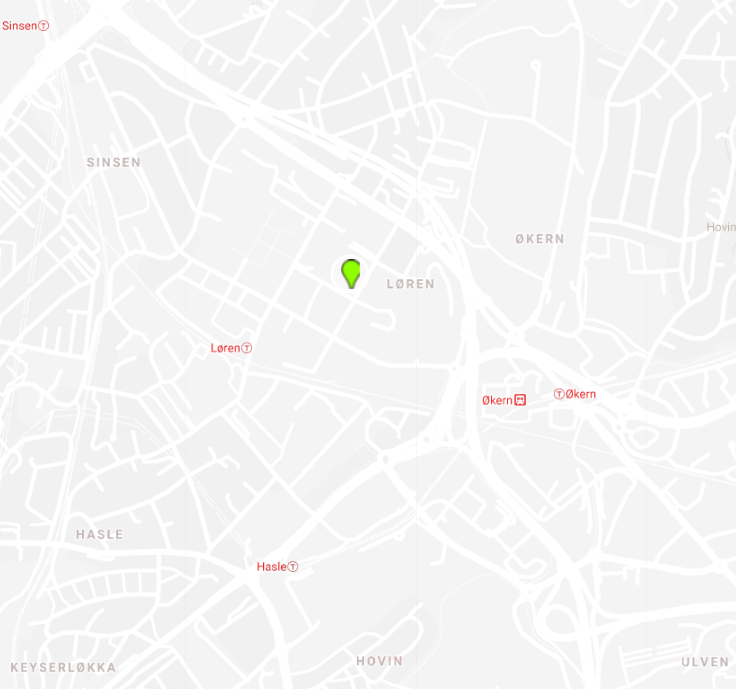 Sinsen Ⓣ
SINSEN
Hovin
ØKERN
LØREN
Løren Ⓣ
Ⓣ Økern
Økern
HASLE
Hasle Ⓣ
HOVIN
ULVEN
KEYSERLØKKA